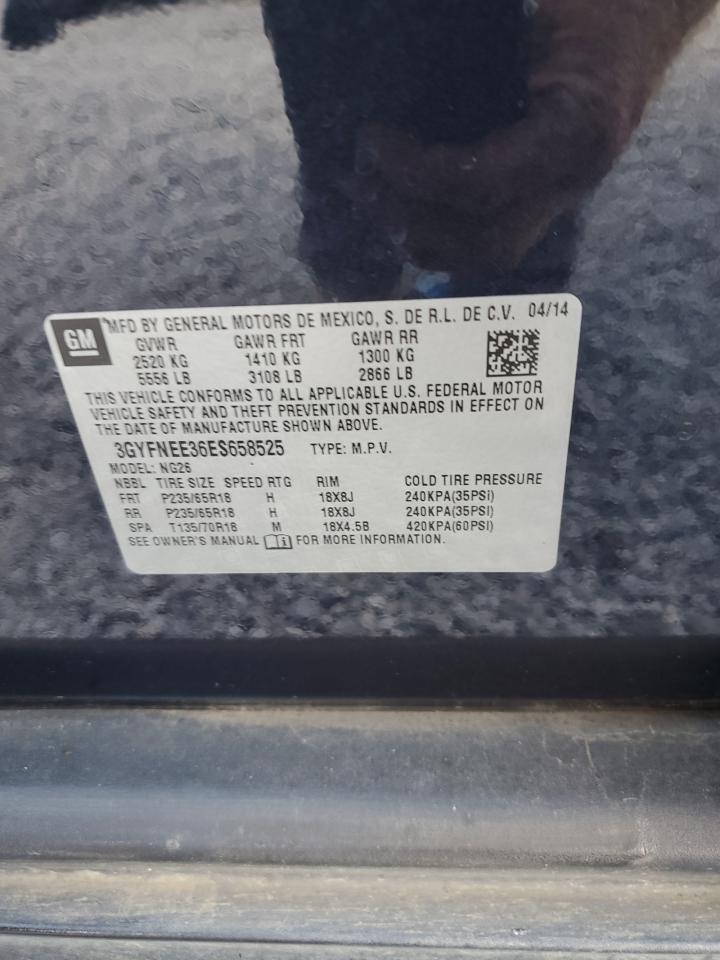 GM
MFD BY GENERAL MOTORS DE MEXICO, S. DE R.L. DE C.V. 04/14
GVWR GAWR FRT GAWR RR
2520 KG 1410 KG 1300 KG
5556 LB 3108 LB 2866 LB
THIS VEHICLE CONFORMS TO ALL APPLICABLE U.S. FEDERAL MOTOR
VEHICLE SAFETY AND THEFT PREVENTION STANDARDS IN EFFECT ON
THE DATE OF MANUFACTURE SHOWN ABOVE.
3GYFNEE36ES658525 TYPE: M.P.V.
MODEL: NG26
NBBL TIRE SIZE SPEED RTG RIM COLD TIRE PRESSURE
FRT P235/65R18 H 18X8J 240KPA(35PSI)
RR P235/65R18 H 18X8J 240KPA(35PSI)
SPA T135/70R18 M 18X4.5B 420KPA(60PSI)
SEE OWNER'S MANUAL i FOR MORE INFORMATION.